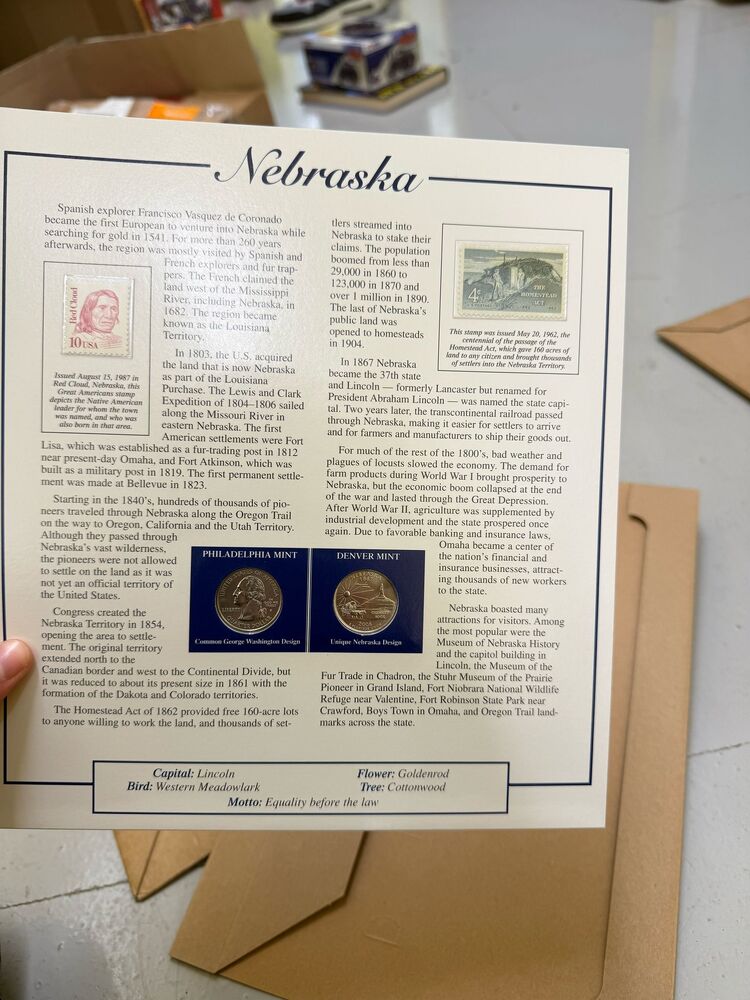 Nebraska
Spanish explorer Francisco Vasquez de Coronado
became the first European to venture into Nebraska while
searching for gold in 1541. For more than 260 years
afterwards, the region was mostly visited by Spanish and
French explorers and fur trap-
pers. The French claimed the
land west of the Mississippi
River, including Nebraska, in
1682. The region became
known as the Louisiana
Territory.
Red Cloud
10 USA
Issued August 15, 1987 in
Red Cloud, Nebraska, this
Great Americans stamp
depicts the Native American
leader for whom the town
was named, and who was
also born in that area.
In 1803, the U.S. acquired
the land that is now Nebraska
as part of the Louisiana
Purchase. The Lewis and Clark
Expedition of 1804–1806 sailed
along the Missouri River in
eastern Nebraska. The first
American settlements were Fort
Lisa, which was established as a fur-trading post in 1812
near present-day Omaha, and Fort Atkinson, which was
built as a military post in 1819. The first permanent settle-
ment was made at Bellevue in 1823.
Starting in the 1840's, hundreds of thousands of pio-
neers traveled through Nebraska along the Oregon Trail
on the way to Oregon, California and the Utah Territory.
Although they passed through
Nebraska's vast wilderness,
the pioneers were not allowed
to settle on the land as it was
not yet an official territory of
the United States.
Congress created the
Nebraska Territory in 1854,
opening the area to settle-
ment. The original territory
extended north to the
Canadian border and west to the Continental Divide, but
it was reduced to about its present size in 1861 with the
formation of the Dakota and Colorado territories.
The Homestead Act of 1862 provided free 160-acre lots
to anyone willing to work the land, and thousands of set-
tlers streamed into
Nebraska to stake their
claims. The population
boomed from less than
29,000 in 1860 to
123,000 in 1870 and
over 1 million in 1890.
The last of Nebraska's
public land was
opened to homesteads
in 1904.
4c
THE
HOMESTEAD
ACT
This stamp was issued May 20, 1962, the
centennial of the passage of the
Homestead Act, which gave 160 acres of
land to any citizen and brought thousands
of settlers into the Nebraska Territory.
In 1867 Nebraska
became the 37th state
and Lincoln — formerly Lancaster but renamed for
President Abraham Lincoln — was named the state capi-
tal. Two years later, the transcontinental railroad passed
through Nebraska, making it easier for settlers to arrive
and for farmers and manufacturers to ship their goods out.
For much of the rest of the 1800's, bad weather and
plagues of locusts slowed the economy. The demand for
farm products during World War I brought prosperity to
Nebraska, but the economic boom collapsed at the end
of the war and lasted through the Great Depression.
After World War II, agriculture was supplemented by
industrial development and the state prospered once
again. Due to favorable banking and insurance laws,
Omaha became a center of
the nation's financial and
insurance businesses, attract-
ing thousands of new workers
to the state.
Nebraska boasted many
attractions for visitors. Among
the most popular were the
Museum of Nebraska History
and the capitol building in
Lincoln, the Museum of the
Fur Trade in Chadron, the Stuhr Museum of the Prairie
Pioneer in Grand Island, Fort Niobrara National Wildlife
Refuge near Valentine, Fort Robinson State Park near
Crawford, Boys Town in Omaha, and Oregon Trail land-
marks across the state.
PHILADELPHIA MINT
LIBERTY
QUARTER DOLLAR
Common George Washington Design
DENVER MINT
Unique Nebraska Design
Capital: Lincoln
Flower: Goldenrod
Bird: Western Meadowlark
Tree: Cottonwood
Motto: Equality before the law